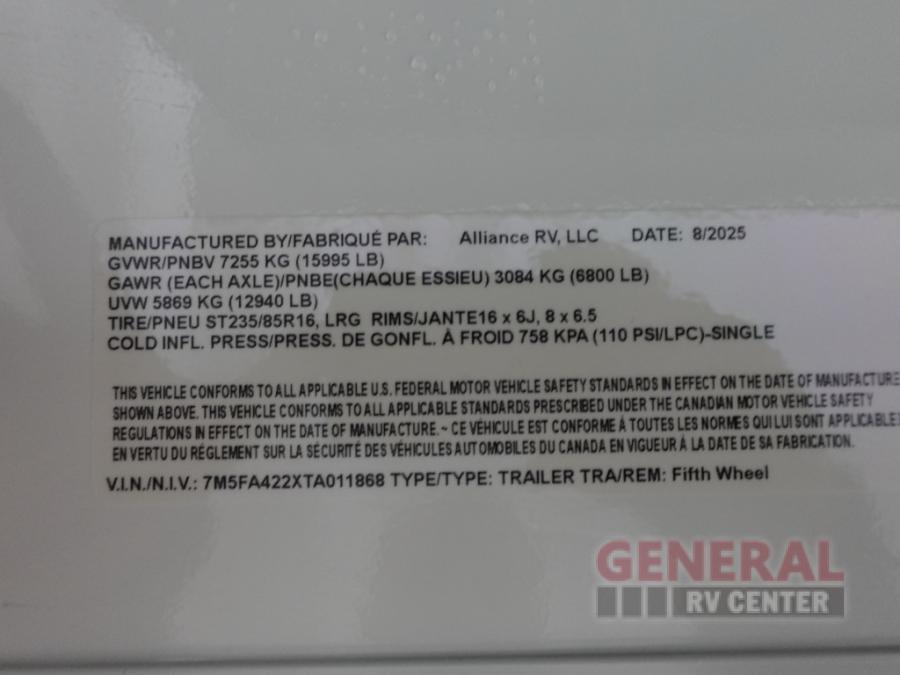 MANUFACTURED BY/FABRIQUÉ PAR: Alliance RV, LLC DATE: 8/2025
GVWR/PNBV 7255 KG (15995 LB)
GAWR (EACH AXLE)/PNBE(CHAQUE ESSIEU) 3084 KG (6800 LB)
UVW 5869 KG (12940 LB)
TIRE/PNEU ST235/85R16, LRG RIMS/JANTE16 x 6J, 8 x 6.5
COLD INFL. PRESS/PRESS. DE GONFL. À FROID 758 KPA (110 PSI/LPC)-SINGLE
THIS VEHICLE CONFORMS TO ALL APPLICABLE U.S. FEDERAL MOTOR VEHICLE SAFETY STANDARDS IN EFFECT ON THE DATE OF MANUFACTURE
SHOWN ABOVE. THIS VEHICLE CONFORMS TO ALL APPLICABLE STANDARDS PRESCRIBED UNDER THE CANADIAN MOTOR VEHICLE SAFETY
REGULATIONS IN EFFECT ON THE DATE OF MANUFACTURE. ~ CE VÉHICULE EST CONFORME À TOUTES LES NORMES QUI LUI SONT APPLICABLES
EN VERTU DU RÉGLEMENT SUR LA SÉCURITÉ DES VÉHICULES AUTOMOBILES DU CANADA EN VIGUEUR À LA DATE DE SA FABRICATION.
V.I.N./N.I.V.: 7M5FA422XTA011868 TYPE/TYPE: TRAILER TRA/REM: Fifth Wheel
GENERAL
RV CENTER